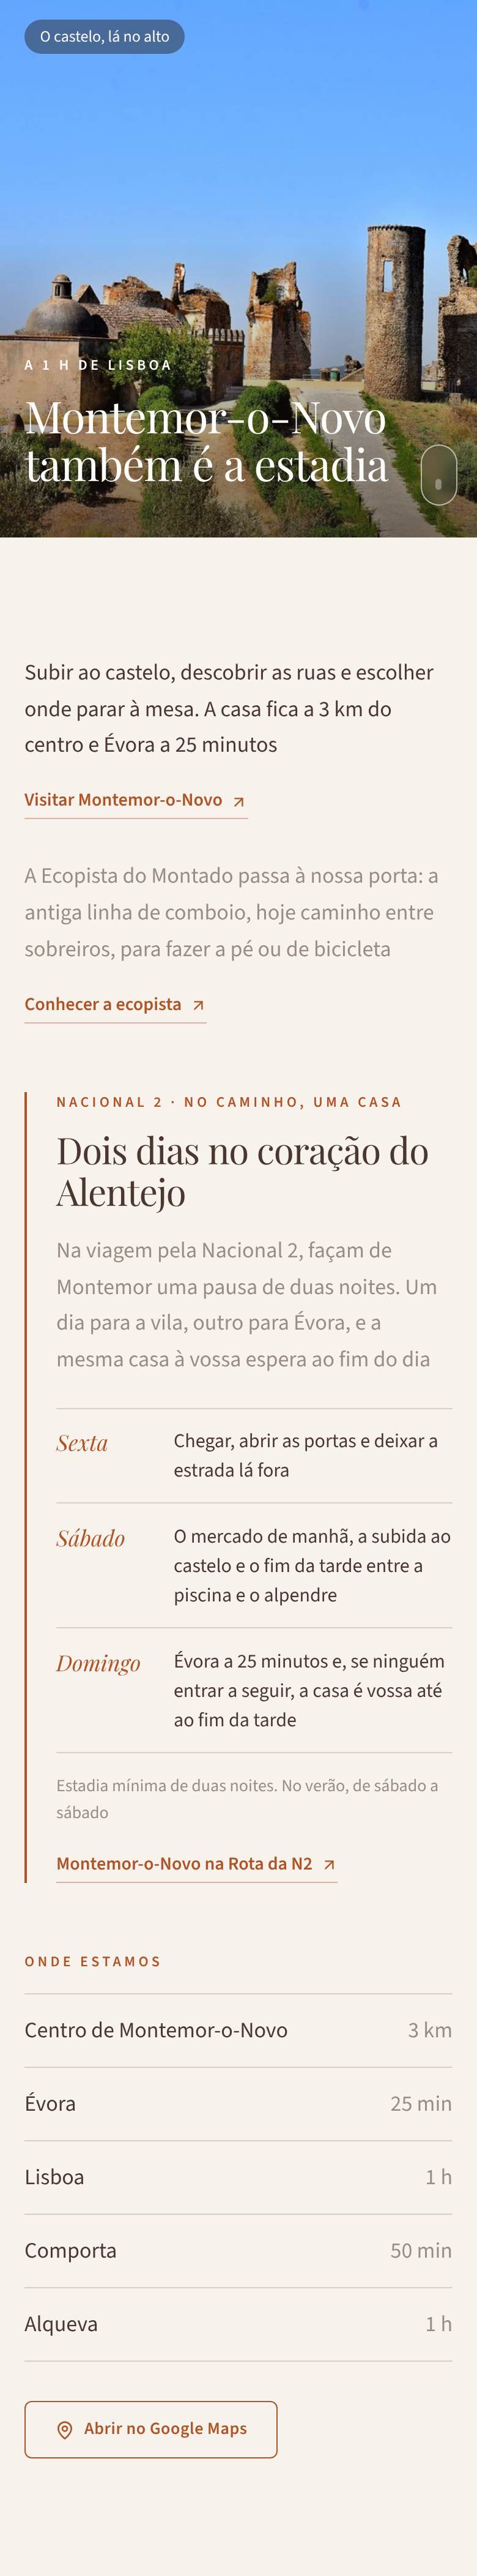 O castelo, lá no alto
A 1 H DE LISBOA
Montemor-o-Novo
também é a estadia
Subir ao castelo, descobrir as ruas e escolher
onde parar à mesa. A casa fica a 3 km do
centro e Évora a 25 minutos
Visitar Montemor-o-Novo
A Ecopista do Montado passa à nossa porta: a
antiga linha de comboio, hoje caminho entre
sobreiros, para fazer a pé ou de bicicleta
Conhecer a ecopista
NACIONAL 2 · NO CAMINHO, UMA CASA
Dois dias no coração do
Alentejo
Na viagem pela Nacional 2, façam de
Montemor uma pausa de duas noites. Um
dia para a vila, outro para Évora, e a
mesma casa à vossa espera ao fim do dia
Sexta
Chegar, abrir as portas e deixar a
estrada lá fora
Sábado
O mercado de manhã, a subida ao
castelo e o fim da tarde entre a
piscina e o alpendre
Domingo
Évora a 25 minutos e, se ninguém
entrar a seguir, a casa é vossa até
ao fim da tarde
Estadia mínima de duas noites. No verão, de sábado a
sábado
Montemor-o-Novo na Rota da N2
ONDE ESTAMOS
Centro de Montemor-o-Novo 3 km
Évora 25 min
Lisboa 1 h
Comporta 50 min
Alqueva 1 h
Abrir no Google Maps